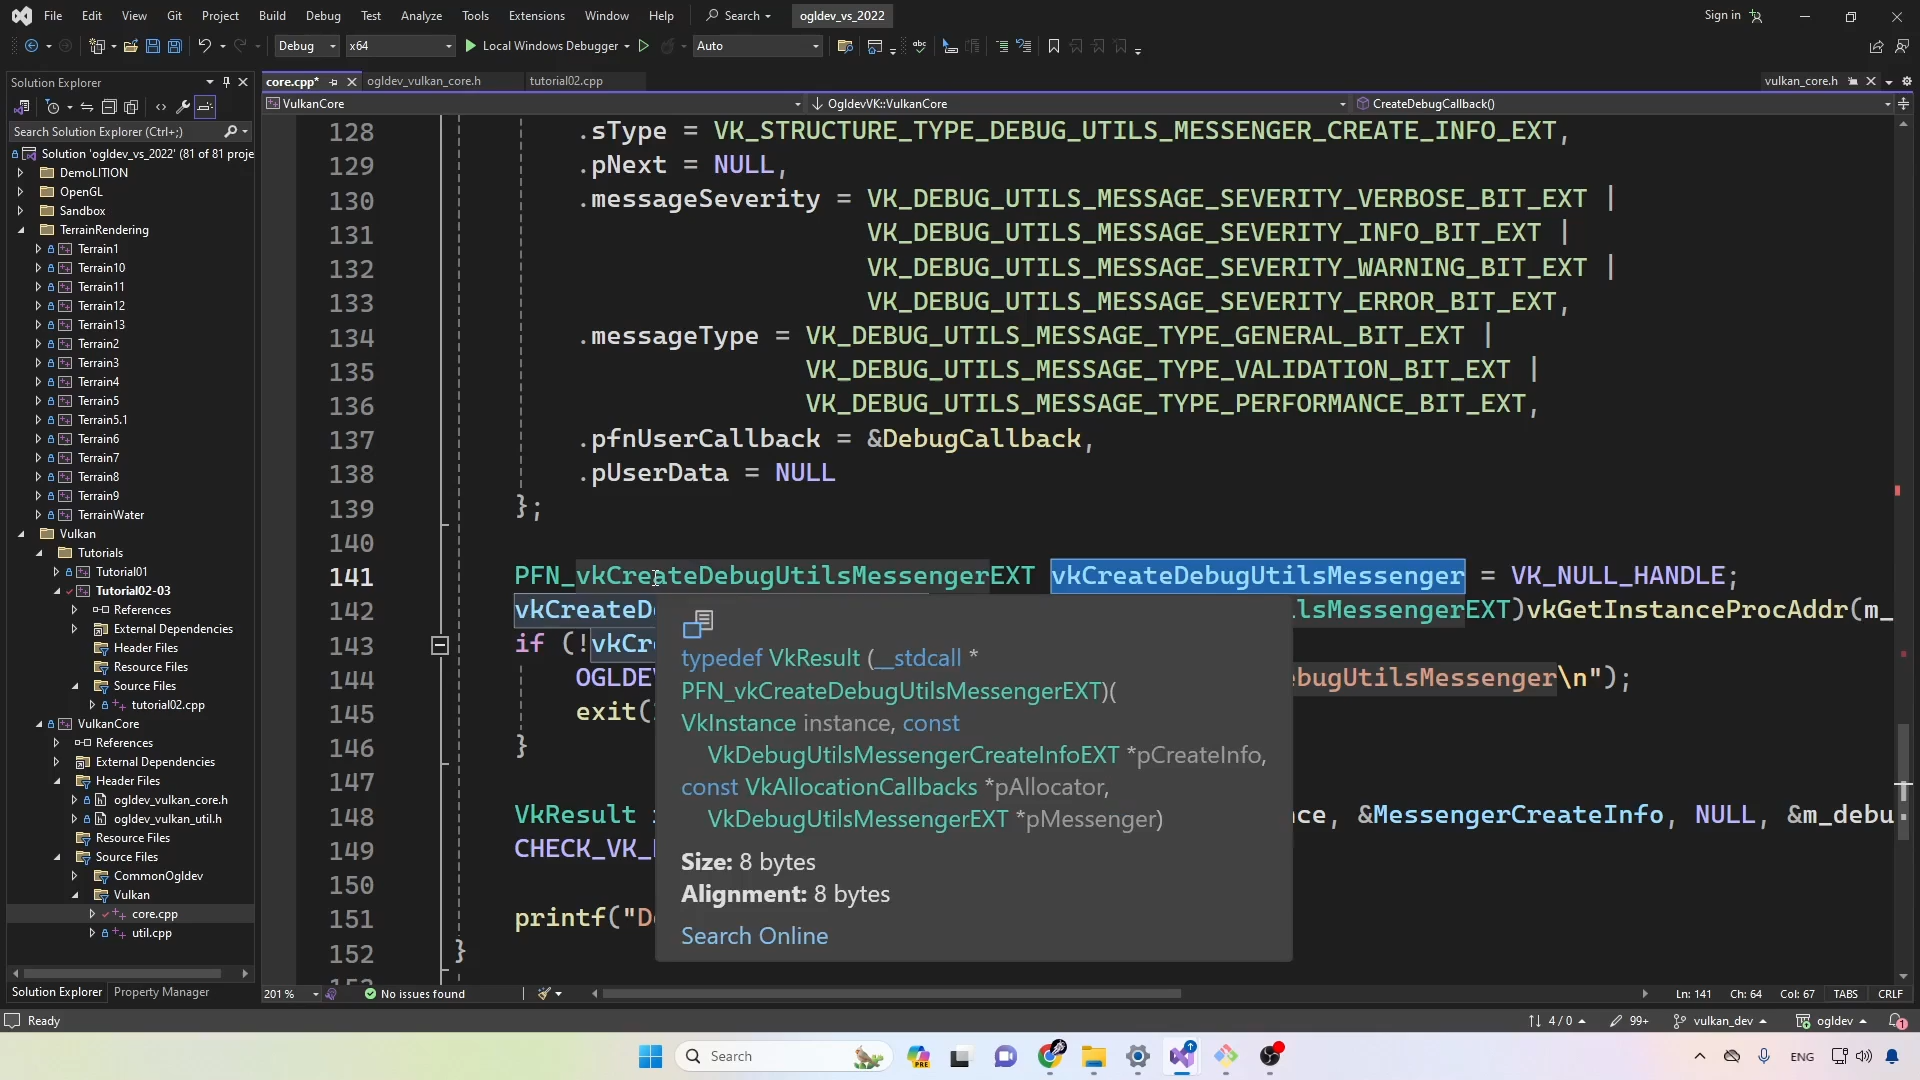 File Edit View Git Project Build Debug Test Analyze Tools Extensions Window Help Search ogldev_vs_2022 Sign in
Debug x64 Local Windows Debugger Auto
Solution Explorer
Search Solution Explorer (Ctrl+;)
Solution 'ogldev_vs_2022' (81 of 81 proje
DemoLITION
OpenGL
Sandbox
TerrainRendering
Terrain1
Terrain10
Terrain11
Terrain12
Terrain13
Terrain2
Terrain3
Terrain4
Terrain5
Terrain5.1
Terrain6
Terrain7
Terrain8
Terrain9
TerrainWater
Vulkan
Tutorials
Tutorial01
Tutorial02-03
References
External Dependencies
Header Files
Resource Files
Source Files
tutorial02.cpp
VulkanCore
References
External Dependencies
Header Files
ogldev_vulkan_core.h
ogldev_vulkan_util.h
Resource Files
Source Files
CommonOgldev
Vulkan
core.cpp
util.cpp
Solution Explorer Property Manager
core.cpp* ogldev_vulkan_core.h tutorial02.cpp vulkan_core.h
VulkanCore OgldevVK::VulkanCore CreateDebugCallback()
128 .sType = VK_STRUCTURE_TYPE_DEBUG_UTILS_MESSENGER_CREATE_INFO_EXT,
129 .pNext = NULL,
130 .messageSeverity = VK_DEBUG_UTILS_MESSAGE_SEVERITY_VERBOSE_BIT_EXT |
131 VK_DEBUG_UTILS_MESSAGE_SEVERITY_INFO_BIT_EXT |
132 VK_DEBUG_UTILS_MESSAGE_SEVERITY_WARNING_BIT_EXT |
133 VK_DEBUG_UTILS_MESSAGE_SEVERITY_ERROR_BIT_EXT,
134 .messageType = VK_DEBUG_UTILS_MESSAGE_TYPE_GENERAL_BIT_EXT |
135 VK_DEBUG_UTILS_MESSAGE_TYPE_VALIDATION_BIT_EXT |
136 VK_DEBUG_UTILS_MESSAGE_TYPE_PERFORMANCE_BIT_EXT,
137 .pfnUserCallback = &DebugCallback,
138 .pUserData = NULL
139 };
140
141 PFN_vkCreateDebugUtilsMessengerEXT vkCreateDebugUtilsMessenger = VK_NULL_HANDLE;
142 vkCreateD lsMessengerEXT)vkGetInstanceProcAddr(m_
143 if (!vkCr
144 OGLDE bugUtilsMessenger\n");
145 exit(
146 }
147
148 VkResult nce, &MessengerCreateInfo, NULL, &m_debu
149 CHECK_VK_
150
151 printf("D
152 }
typedef VkResult (__stdcall *
PFN_vkCreateDebugUtilsMessengerEXT)(
VkInstance instance, const
VkDebugUtilsMessengerCreateInfoEXT *pCreateInfo,
const VkAllocationCallbacks *pAllocator,
VkDebugUtilsMessengerEXT *pMessenger)
Size: 8 bytes
Alignment: 8 bytes
Search Online
201 % No issues found Ln: 141 Ch: 64 Col: 67 TABS CRLF
Ready 4 / 0 99+ vulkan_dev ogldev 1
Search PRE ENG